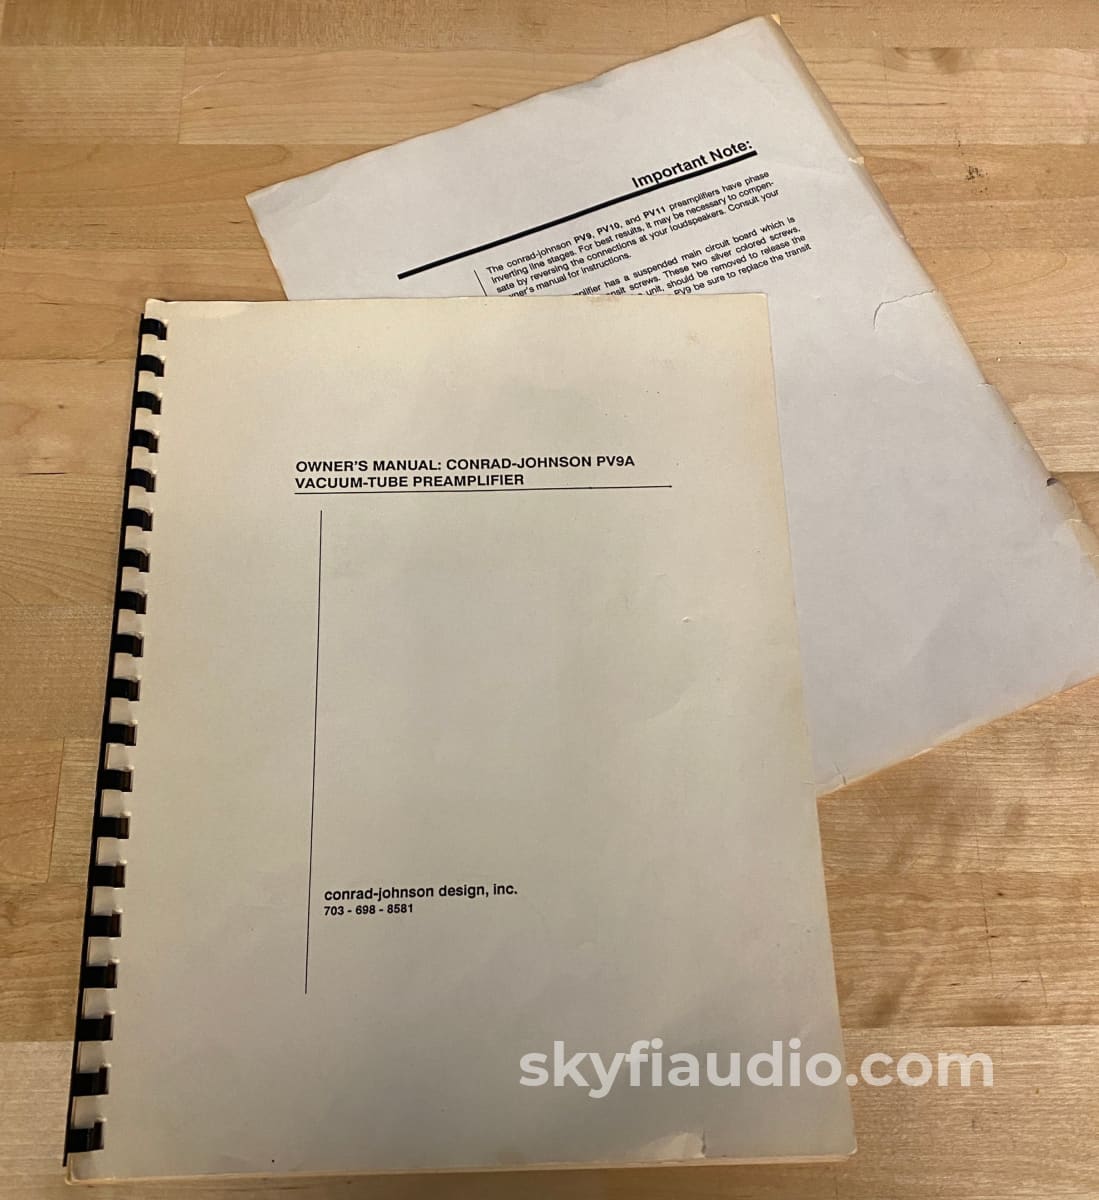 Important Note:
The conrad-johnson PV9, PV10, and PV11 preamplifiers have phase
inverting line stages. For best results, it may be necessary to compen-
sate by reversing the connections at your loudspeakers. Consult your
owner's manual for instructions.
has a suspended main circuit board which is
screws. These two silver colored screws,
unit, should be removed to release the
PV9 be sure to replace the transit
OWNER'S MANUAL: CONRAD-JOHNSON PV9A
VACUUM-TUBE PREAMPLIFIER
conrad-johnson design, inc.
703 - 698 - 8581
skyfiaudio.com